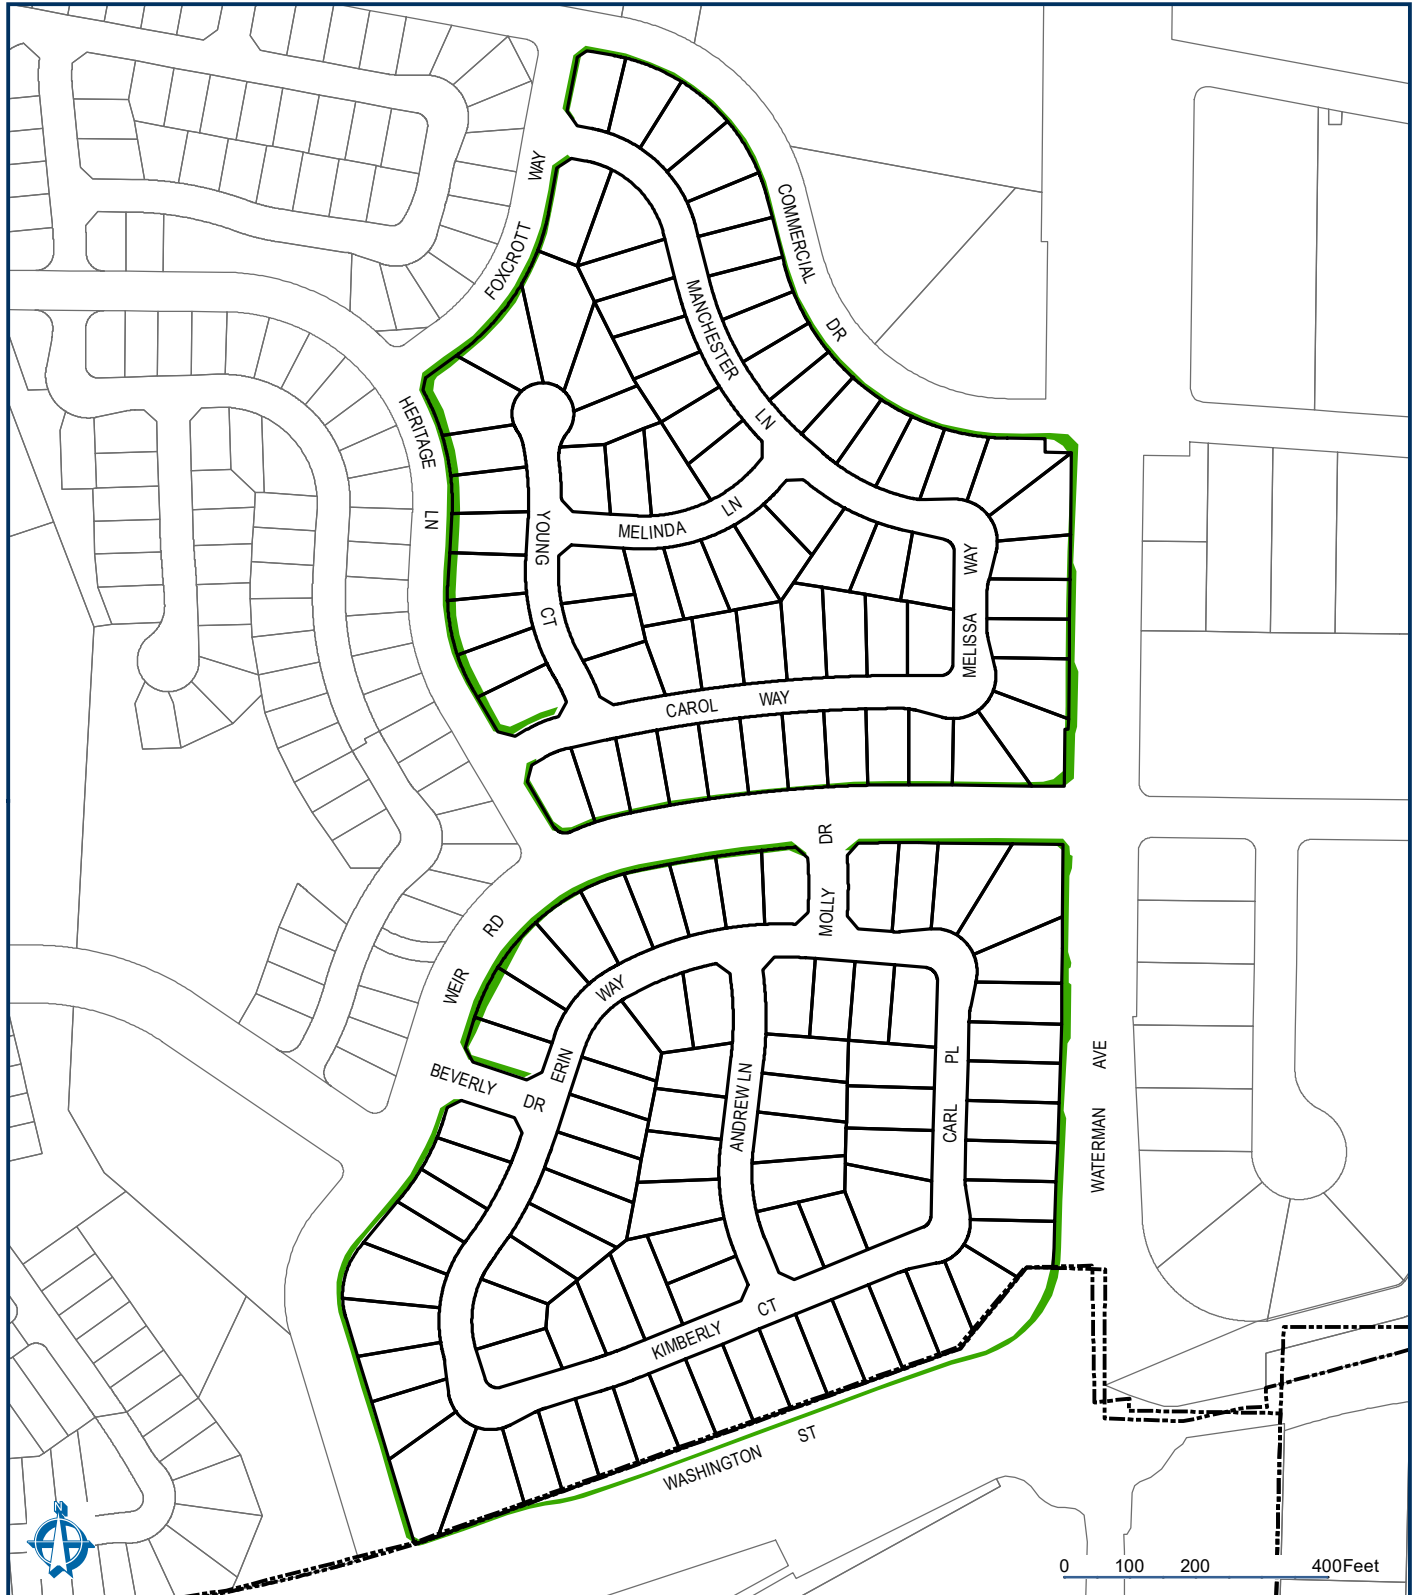 WAY
FOXCROTT
COMMERCIAL
DR
MANCHESTER
LN
HERITAGE
LN
YOUNG
CT
MELINDA
LN
WAY
MELISSA
CAROL
WAY
DR
MOLLY
RD
WEIR
WAY
ERIN
BEVERLY
DR
ANDREW LN
PL
CARL
AVE
WATERMAN
KIMBERLY
CT
WASHINGTON
ST
N
0 100 200 400Feet